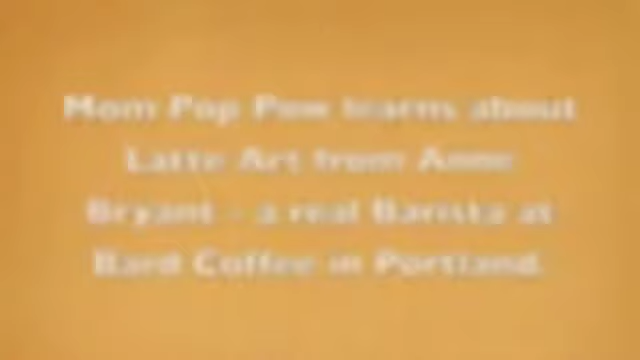 Mom Pop Pow learns about
Latte Art from Anne
Bryant - a real Barista at
Bard Coffee in Portland.